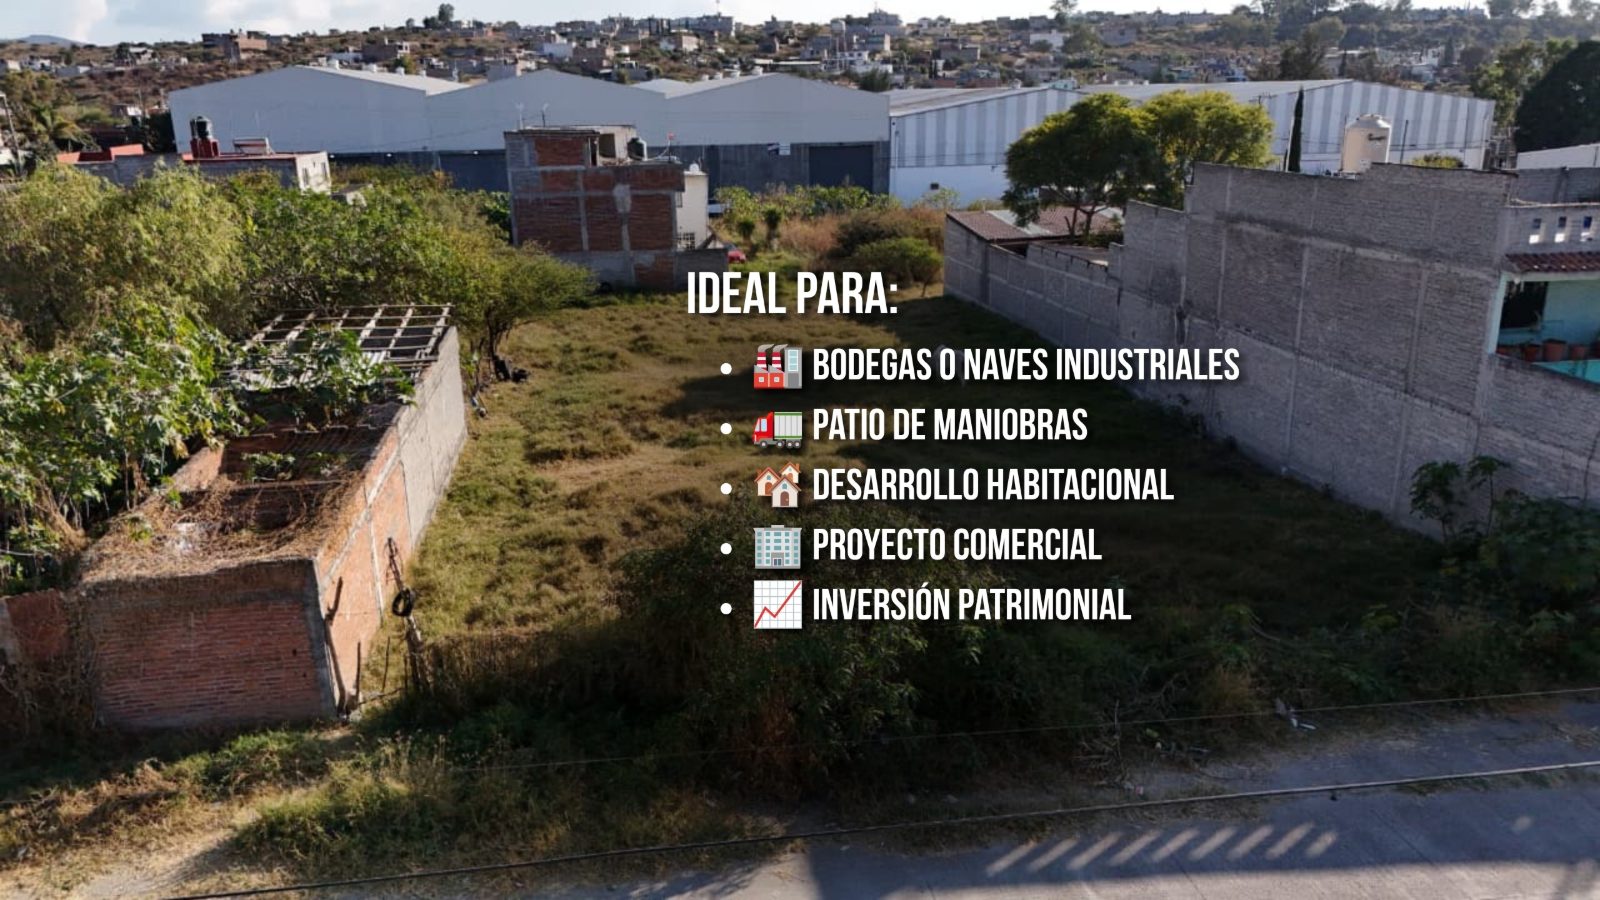 IDEAL PARA:
• 🏭 BODEGAS O NAVES INDUSTRIALES
• 🚛 PATIO DE MANIOBRAS
• 🏘️ DESARROLLO HABITACIONAL
• 🏢 PROYECTO COMERCIAL
• 📈 INVERSIÓN PATRIMONIAL